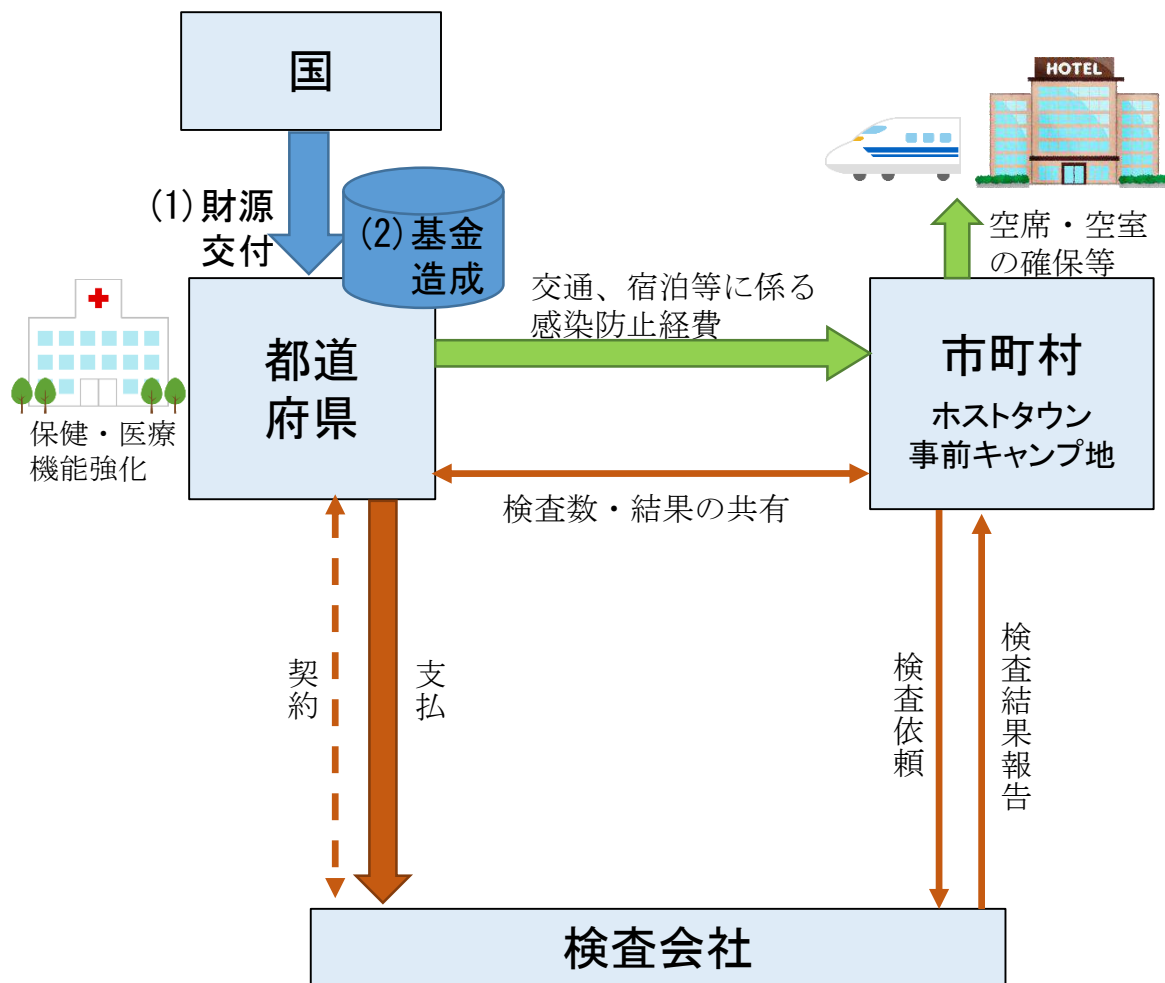 国
HOTEL
(1)財源
交付
(2)基金
造成
空席・空室
の確保等
交通、宿泊等に係る
感染防止経費
都道
府県
市町村
ホストタウン
事前キャンプ地
保健・医療
機能強化
検査数・結果の共有
契約
支払
検査依頼
検査結果報告
検査会社